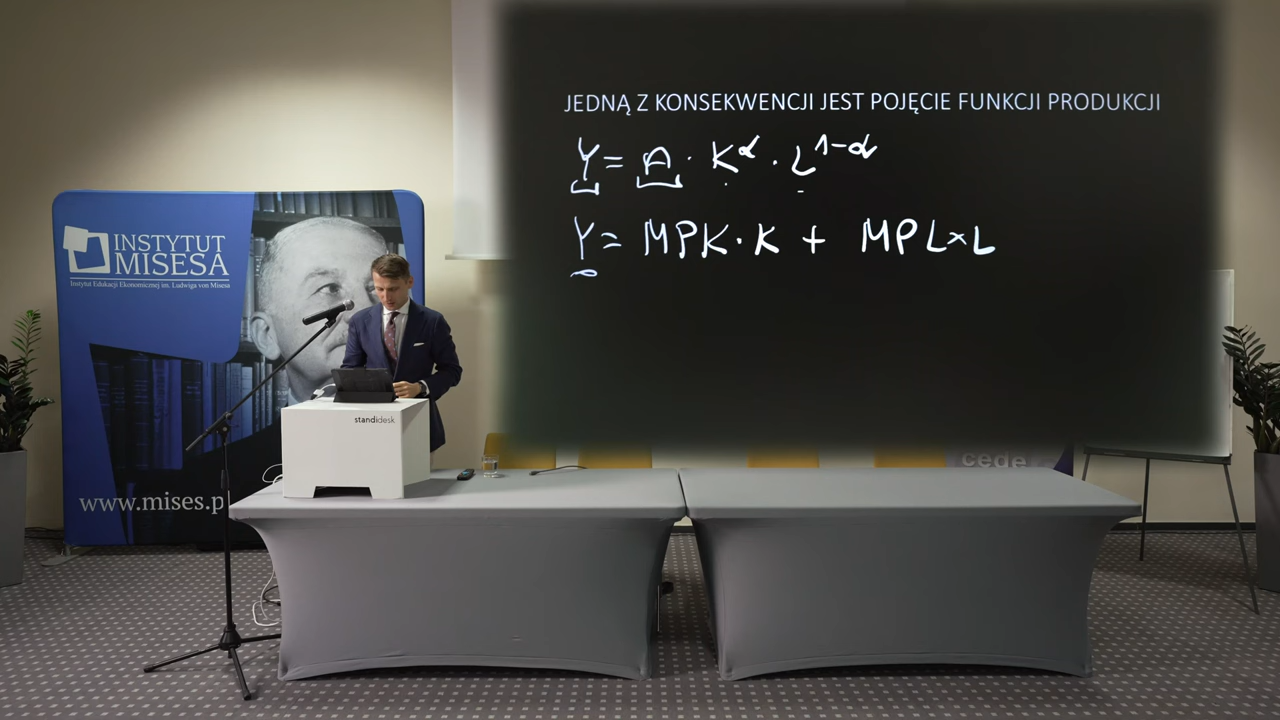 JEDNĄ Z KONSEKWENCJI JEST POJĘCIE FUNKCJI PRODUKCJI
Y = A · K^α · L^1-α
Y = MPK · K + MPL × L
INSTYTUT
MISESA
Instytut Edukacji Ekonomicznej im. Ludwiga von Misesa
standidesk
www.mises.p
cede